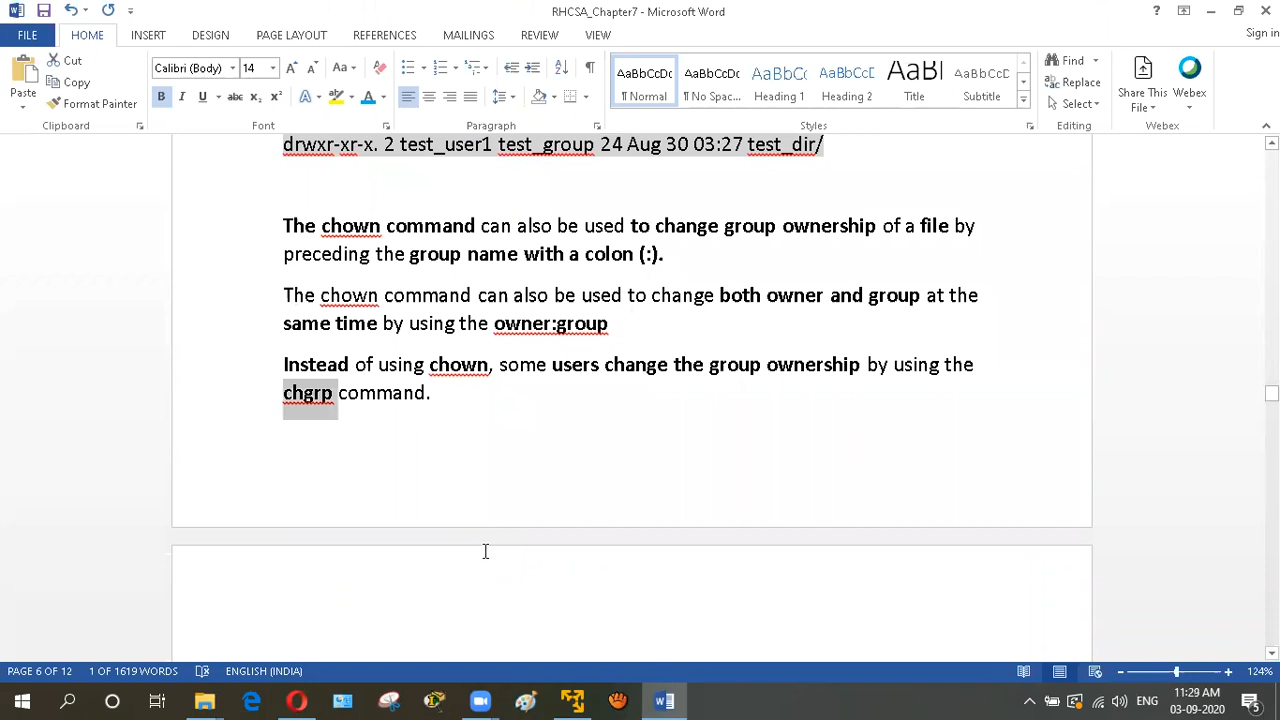 RHCSA_Chapter7 - Microsoft Word
?
Sign in
FILE HOME INSERT DESIGN PAGE LAYOUT REFERENCES MAILINGS REVIEW VIEW
Paste
Cut
Copy
Format Painter
Clipboard
Calibri (Body) 14
Font
Paragraph
AaBbCcDc AaBbCcDc AaBbCc AaBbCc AaBl AaBbCcD
¶ Normal ¶ No Spac... Heading 1 Heading 2 Title Subtitle
Styles
Find
Replace
Select
Editing
Share This File
Webex
Webex
drwxr-xr-x. 2 test_user1 test_group 24 Aug 30 03:27 test_dir/
The chown command can also be used to change group ownership of a file by
preceding the group name with a colon (:).
The chown command can also be used to change both owner and group at the
same time by using the owner:group
Instead of using chown, some users change the group ownership by using the
chgrp command.
PAGE 6 OF 12 1 OF 1619 WORDS ENGLISH (INDIA) 124%
ENG
11:29 AM
03-09-2020
5